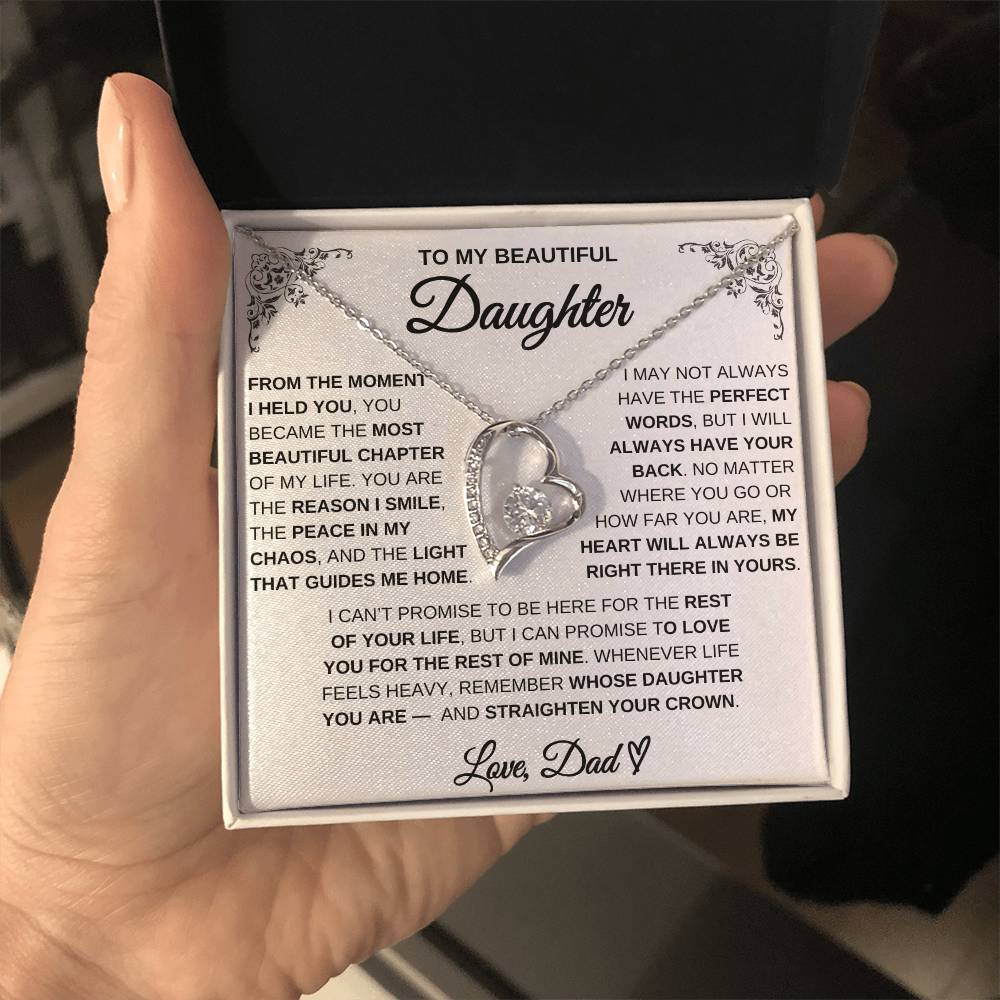 TO MY BEAUTIFUL
Daughter
FROM THE MOMENT
I HELD YOU, YOU
BECAME THE MOST
BEAUTIFUL CHAPTER
OF MY LIFE. YOU ARE
THE REASON I SMILE,
THE PEACE IN MY
CHAOS, AND THE LIGHT
THAT GUIDES ME HOME.
I MAY NOT ALWAYS
HAVE THE PERFECT
WORDS, BUT I WILL
ALWAYS HAVE YOUR
BACK. NO MATTER
WHERE YOU GO OR
HOW FAR YOU ARE, MY
HEART WILL ALWAYS BE
RIGHT THERE IN YOURS.
I CAN'T PROMISE TO BE HERE FOR THE REST
OF YOUR LIFE, BUT I CAN PROMISE TO LOVE
YOU FOR THE REST OF MINE. WHENEVER LIFE
FEELS HEAVY, REMEMBER WHOSE DAUGHTER
YOU ARE — AND STRAIGHTEN YOUR CROWN.
Love, Dad